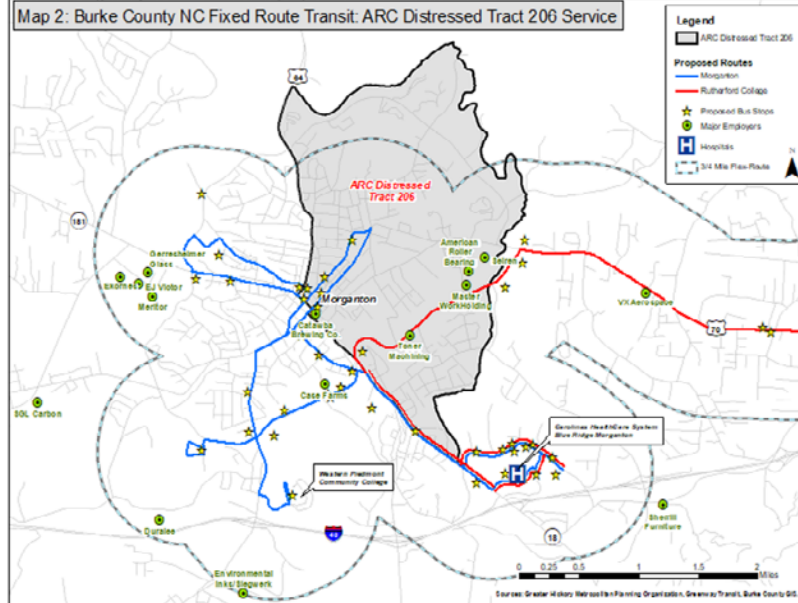 Map 2: Burke County NC Fixed Route Transit: ARC Distressed Tract 206 Service
Legend
ARC Distressed Tract 206
Proposed Routes
Morganton
Rutherford College
Proposed Bus Stops
Major Employers
H
Hospitals
3/4 Mile Flex-Route
N
64
181
ARC Distressed
Tract 206
Gerresheimer
Glass
EJ Victor
Meritor
American
Roller
Bearing
Seiren
Master
WorkHolding
Morganton
Catawba
Brewing Co.
Toner
Machining
VX Aerospace
70
Case Farms
SGL Carbon
Carolinas HealthCare System
Blue Ridge Morganton
H
Western Piedmont
Community College
Duralee
40
18
Sherrill
Furniture
Environmental
Inks/Siegwerk
0 0.25 0.5 1 1.5 2
Miles
Sources: Greater Hickory Metropolitan Planning Organization, Greenway Transit, Burke County GIS